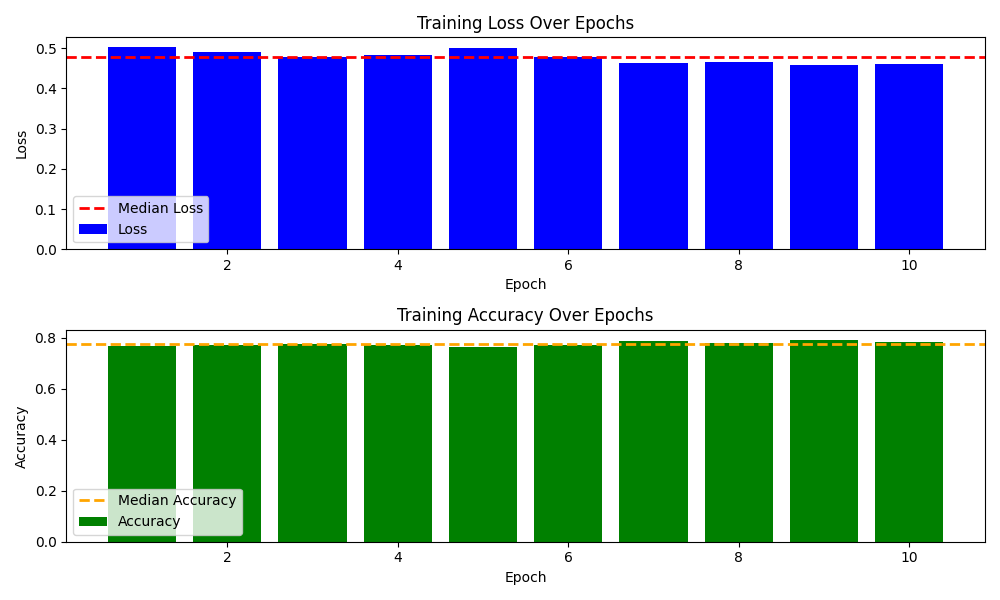 Training Loss Over Epochs
0.5
0.4
0.3
0.2
0.1
0.0
Loss
Median Loss
Loss
2 4 6 8 10
Epoch
Training Accuracy Over Epochs
0.8
0.6
0.4
0.2
0.0
Accuracy
Median Accuracy
Accuracy
2 4 6 8 10
Epoch